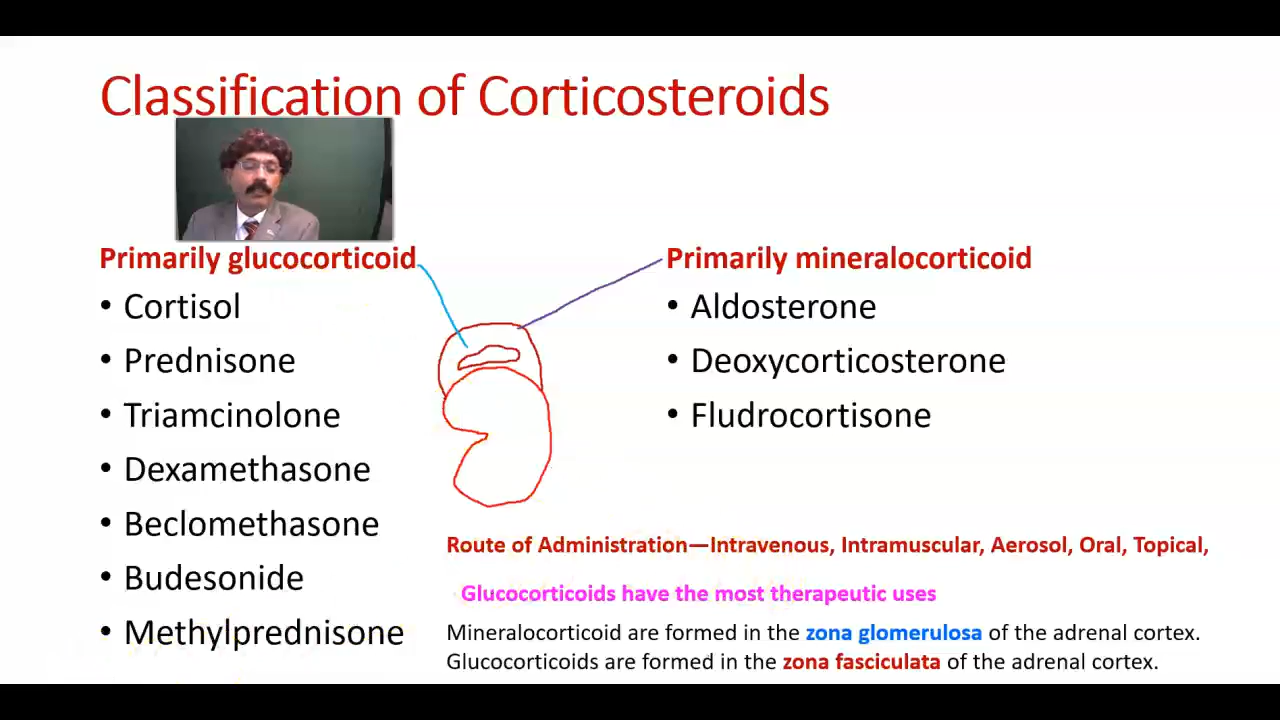 Classification of Corticosteroids
Primarily glucocorticoid
• Cortisol
• Prednisone
• Triamcinolone
• Dexamethasone
• Beclomethasone
• Budesonide
• Methylprednisone
Primarily mineralocorticoid
• Aldosterone
• Deoxycorticosterone
• Fludrocortisone
Route of Administration—Intravenous, Intramuscular, Aerosol, Oral, Topical,
Glucocorticoids have the most therapeutic uses
Mineralocorticoid are formed in the zona glomerulosa of the adrenal cortex.
Glucocorticoids are formed in the zona fasciculata of the adrenal cortex.